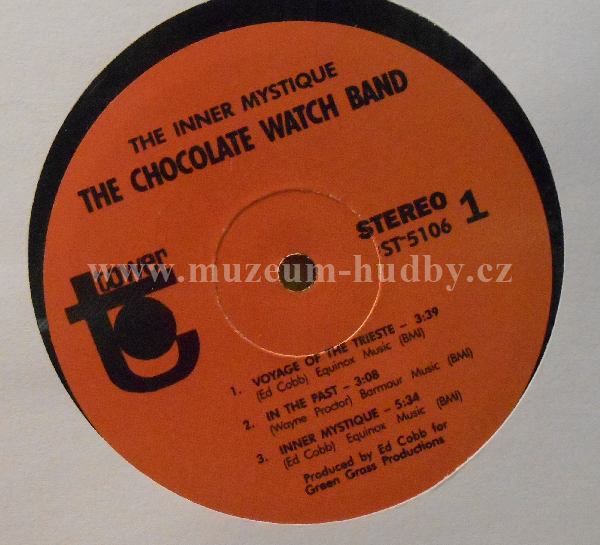 THE INNER MYSTIQUE
THE CHOCOLATE WATCH BAND
STEREO 1
ST-5106
tower
www.muzeum-hudby.cz
1. VOYAGE OF THE TRIESTE – 3:39
(Ed Cobb) Equinox Music (BMI)
2. IN THE PAST – 3:08
(Wayne Proctor) Barmour Music (BMI)
3. INNER MYSTIQUE – 5:34
(Ed Cobb) Equinox Music (BMI)
Produced by Ed Cobb for
Green Grass Productions